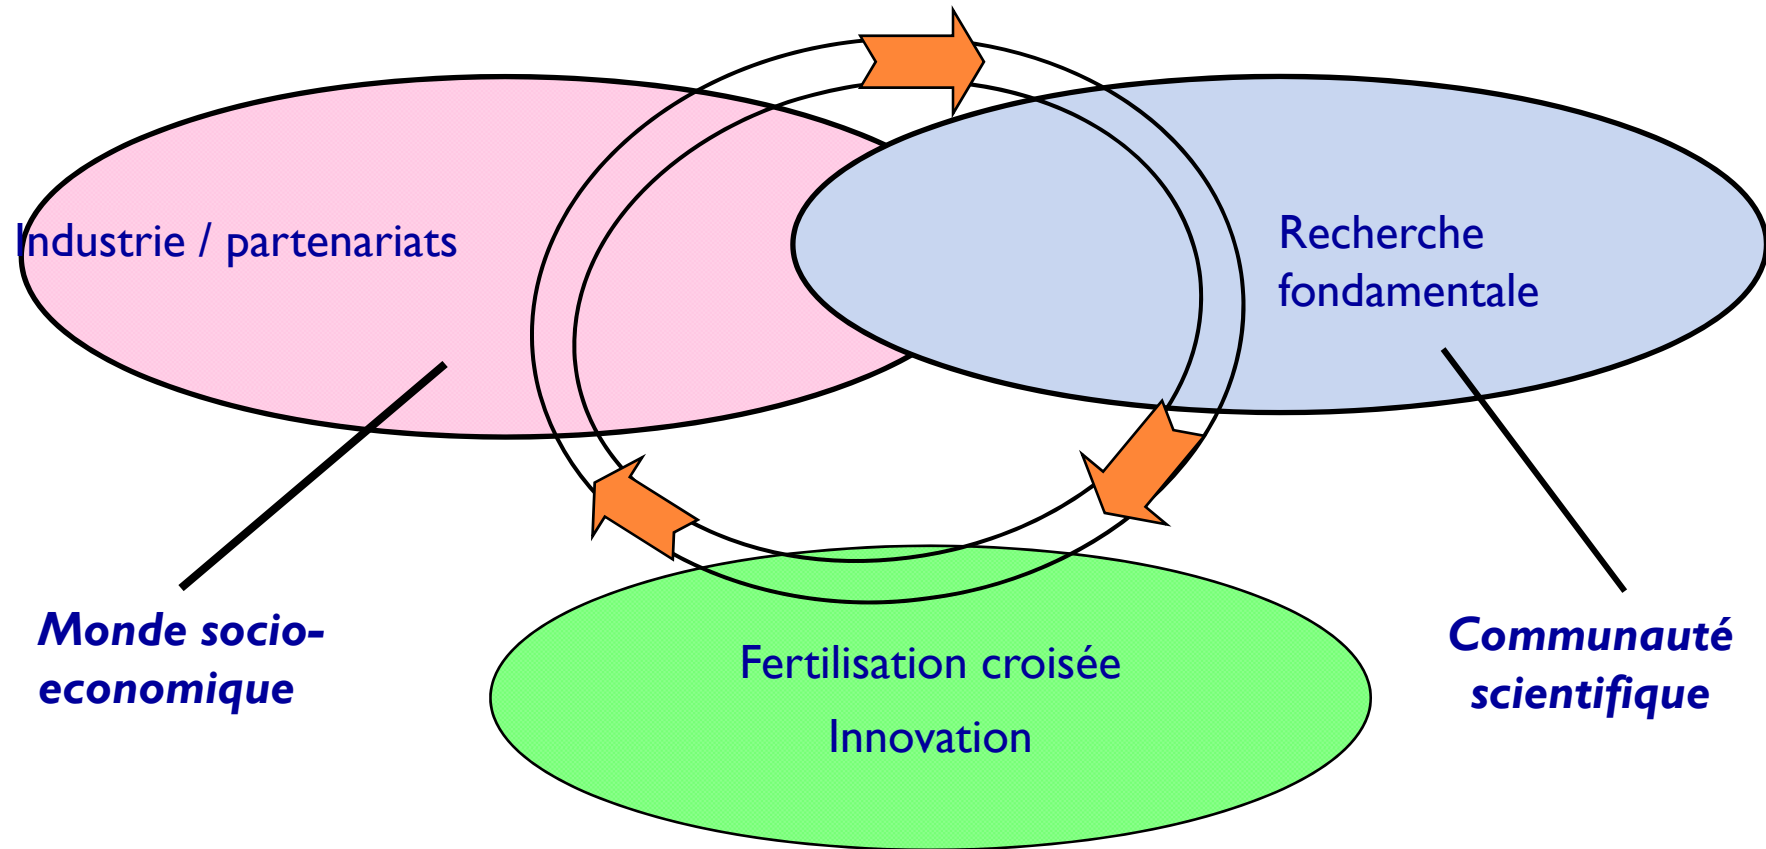 Industrie / partenariats
Recherche
fondamentale
Monde socio-
economique
Communauté
scientifique
Fertilisation croisée
Innovation